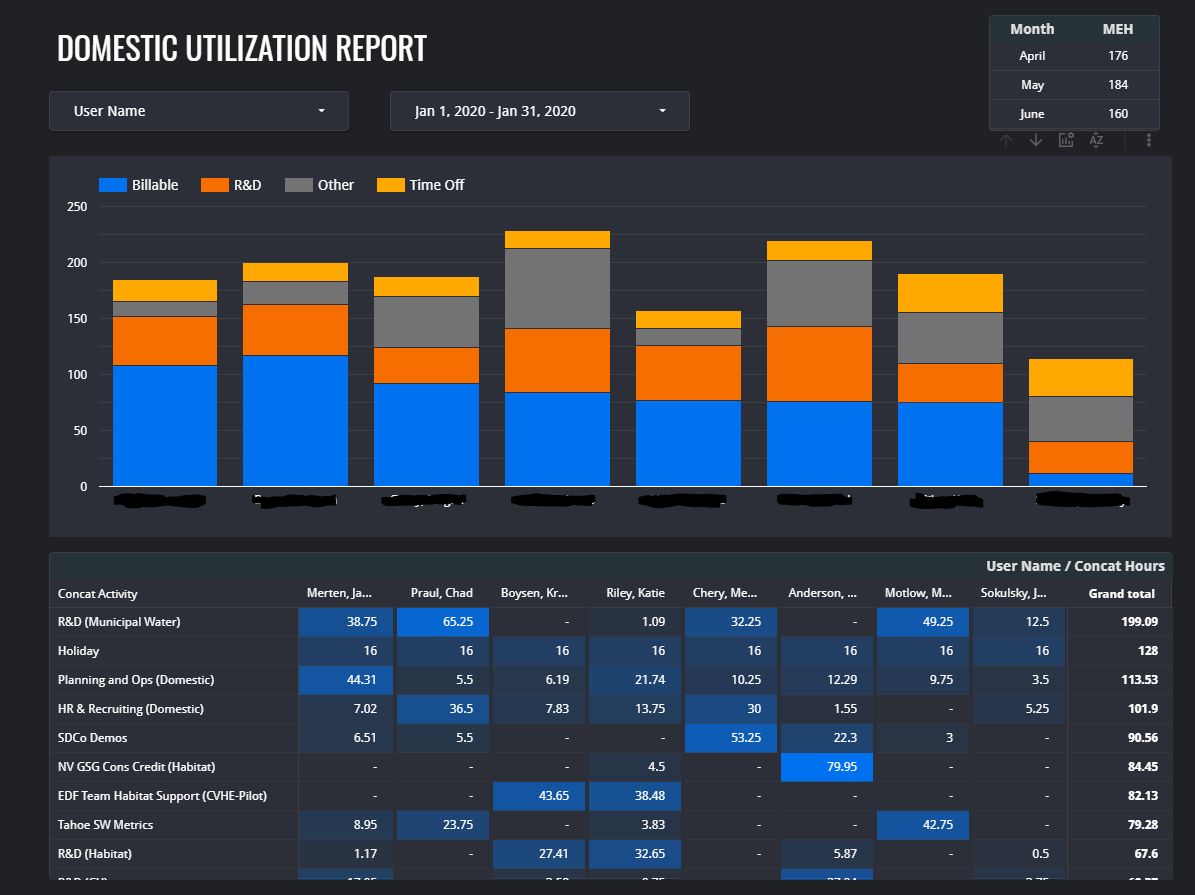 DOMESTIC UTILIZATION REPORT
Month MEH
April 176
May 184
June 160
User Name
Jan 1, 2020 - Jan 31, 2020
AZ
Billable R&D Other Time Off
250
200
150
100
50
0
User Name / Concat Hours
Concat Activity Merten, Ja... Praul, Chad Boysen, Kr... Riley, Katie Chery, Me... Anderson, ... Motlow, M... Sokulsky, J... Grand total
R&D (Municipal Water) 38.75 65.25 - 1.09 32.25 - 49.25 12.5 199.09
Holiday 16 16 16 16 16 16 16 16 128
Planning and Ops (Domestic) 44.31 5.5 6.19 21.74 10.25 12.29 9.75 3.5 113.53
HR & Recruiting (Domestic) 7.02 36.5 7.83 13.75 30 1.55 - 5.25 101.9
SDCo Demos 6.51 5.5 - - 53.25 22.3 3 - 90.56
NV GSG Cons Credit (Habitat) - - - 4.5 - 79.95 - - 84.45
EDF Team Habitat Support (CVHE-Pilot) - - 43.65 38.48 - - - - 82.13
Tahoe SW Metrics 8.95 23.75 - 3.83 - - 42.75 - 79.28
R&D (Habitat) 1.17 - 27.41 32.65 - 5.87 - 0.5 67.6